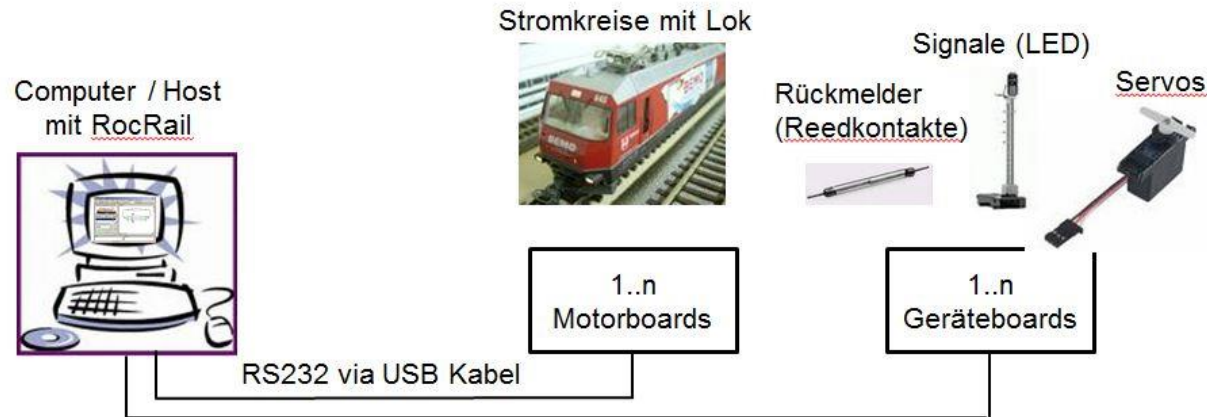 Stromkreise mit Lok
Signale (LED)
Servos
Computer / Host
mit RocRail
Rückmelder
(Reedkontakte)
BEMO
1..n
Motorboards
1..n
Geräteboards
RS232 via USB Kabel